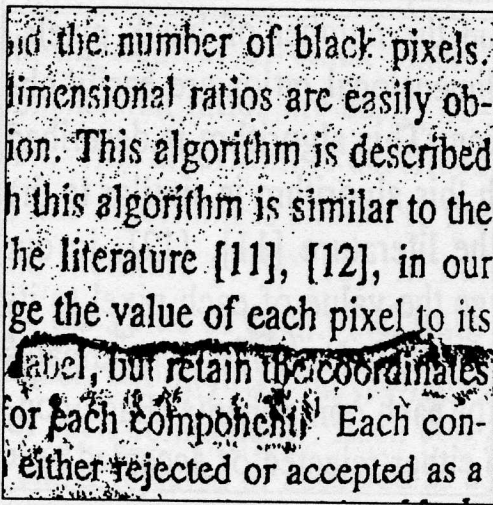 the number of black pixels.
dimensional ratios are easily ob-
ion. This algorithm is described
h this algorithm is similar to the
he literature [11], [12], in our
ge the value of each pixel to its
label, but retain the coordinates
for each component. Each con-
either rejected or accepted as a